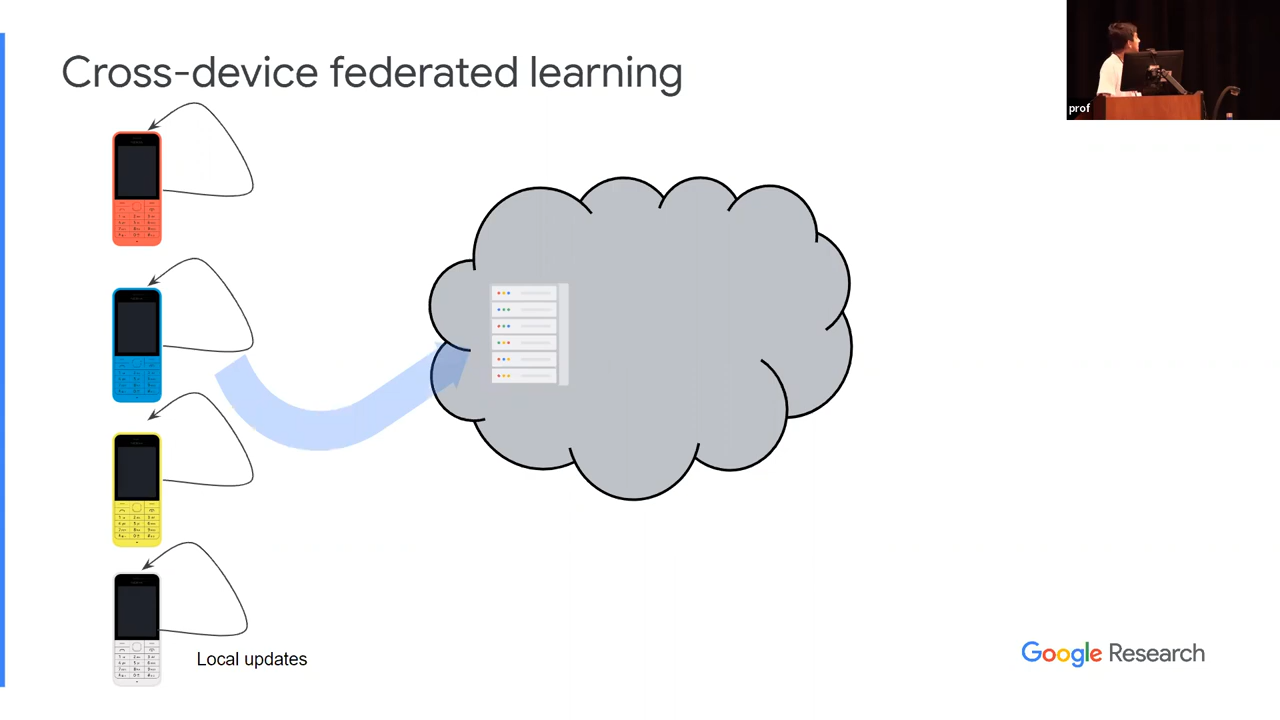 Cross-device federated learning
prof
Local updates
Google Research